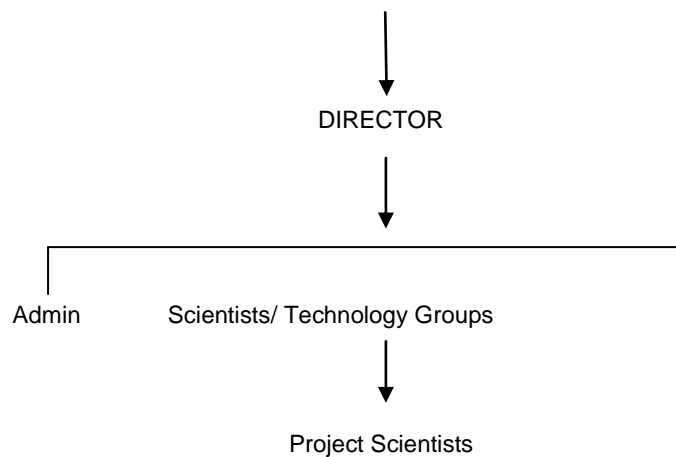 DIRECTOR
Admin
Scientists/ Technology Groups
Project Scientists